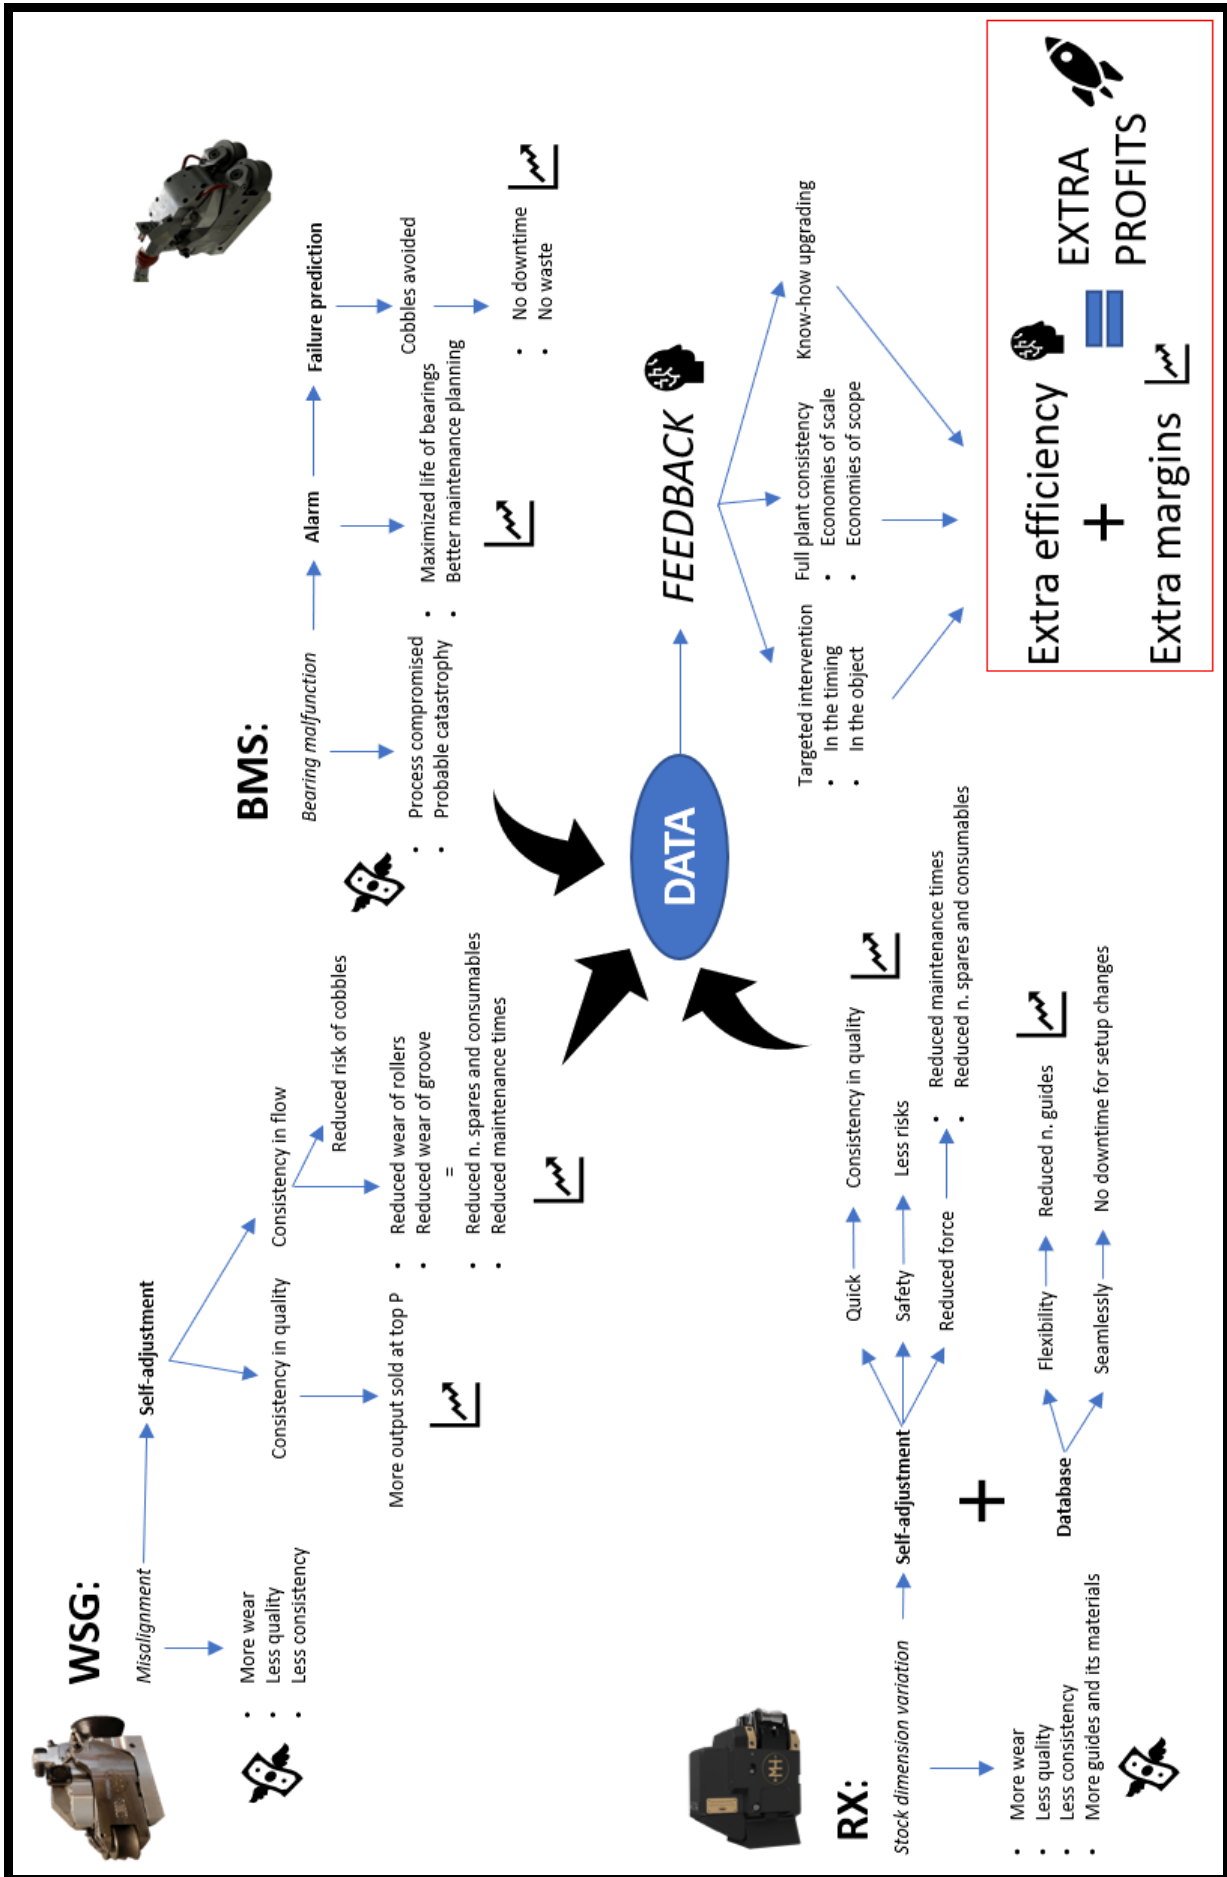 WSG:
Misalignment
Self-adjustment
More wear
Less quality
Less consistency
Consistency in quality
Consistency in flow
More output sold at top P
Reduced risk of cobbles
Reduced wear of rollers
Reduced wear of groove
=
Reduced n. spares and consumables
Reduced maintenance times
BMS:
Bearing malfunction
Alarm
Failure prediction
Process compromised
Probable catastrophy
Maximized life of bearings
Better maintenance planning
Cobbles avoided
No downtime
No waste
RX:
Stock dimension variation
Self-adjustment
More wear
Less quality
Less consistency
More guides and its materials
Quick
Consistency in quality
Safety
Less risks
Reduced force
Reduced maintenance times
Reduced n. spares and consumables
+
Database
Flexibility
Reduced n. guides
Seamlessly
No downtime for setup changes
DATA
FEEDBACK
Targeted intervention
In the timing
In the object
Full plant consistency
Economies of scale
Economies of scope
Know-how upgrading
Extra efficiency
+
Extra margins
=
EXTRA
PROFITS